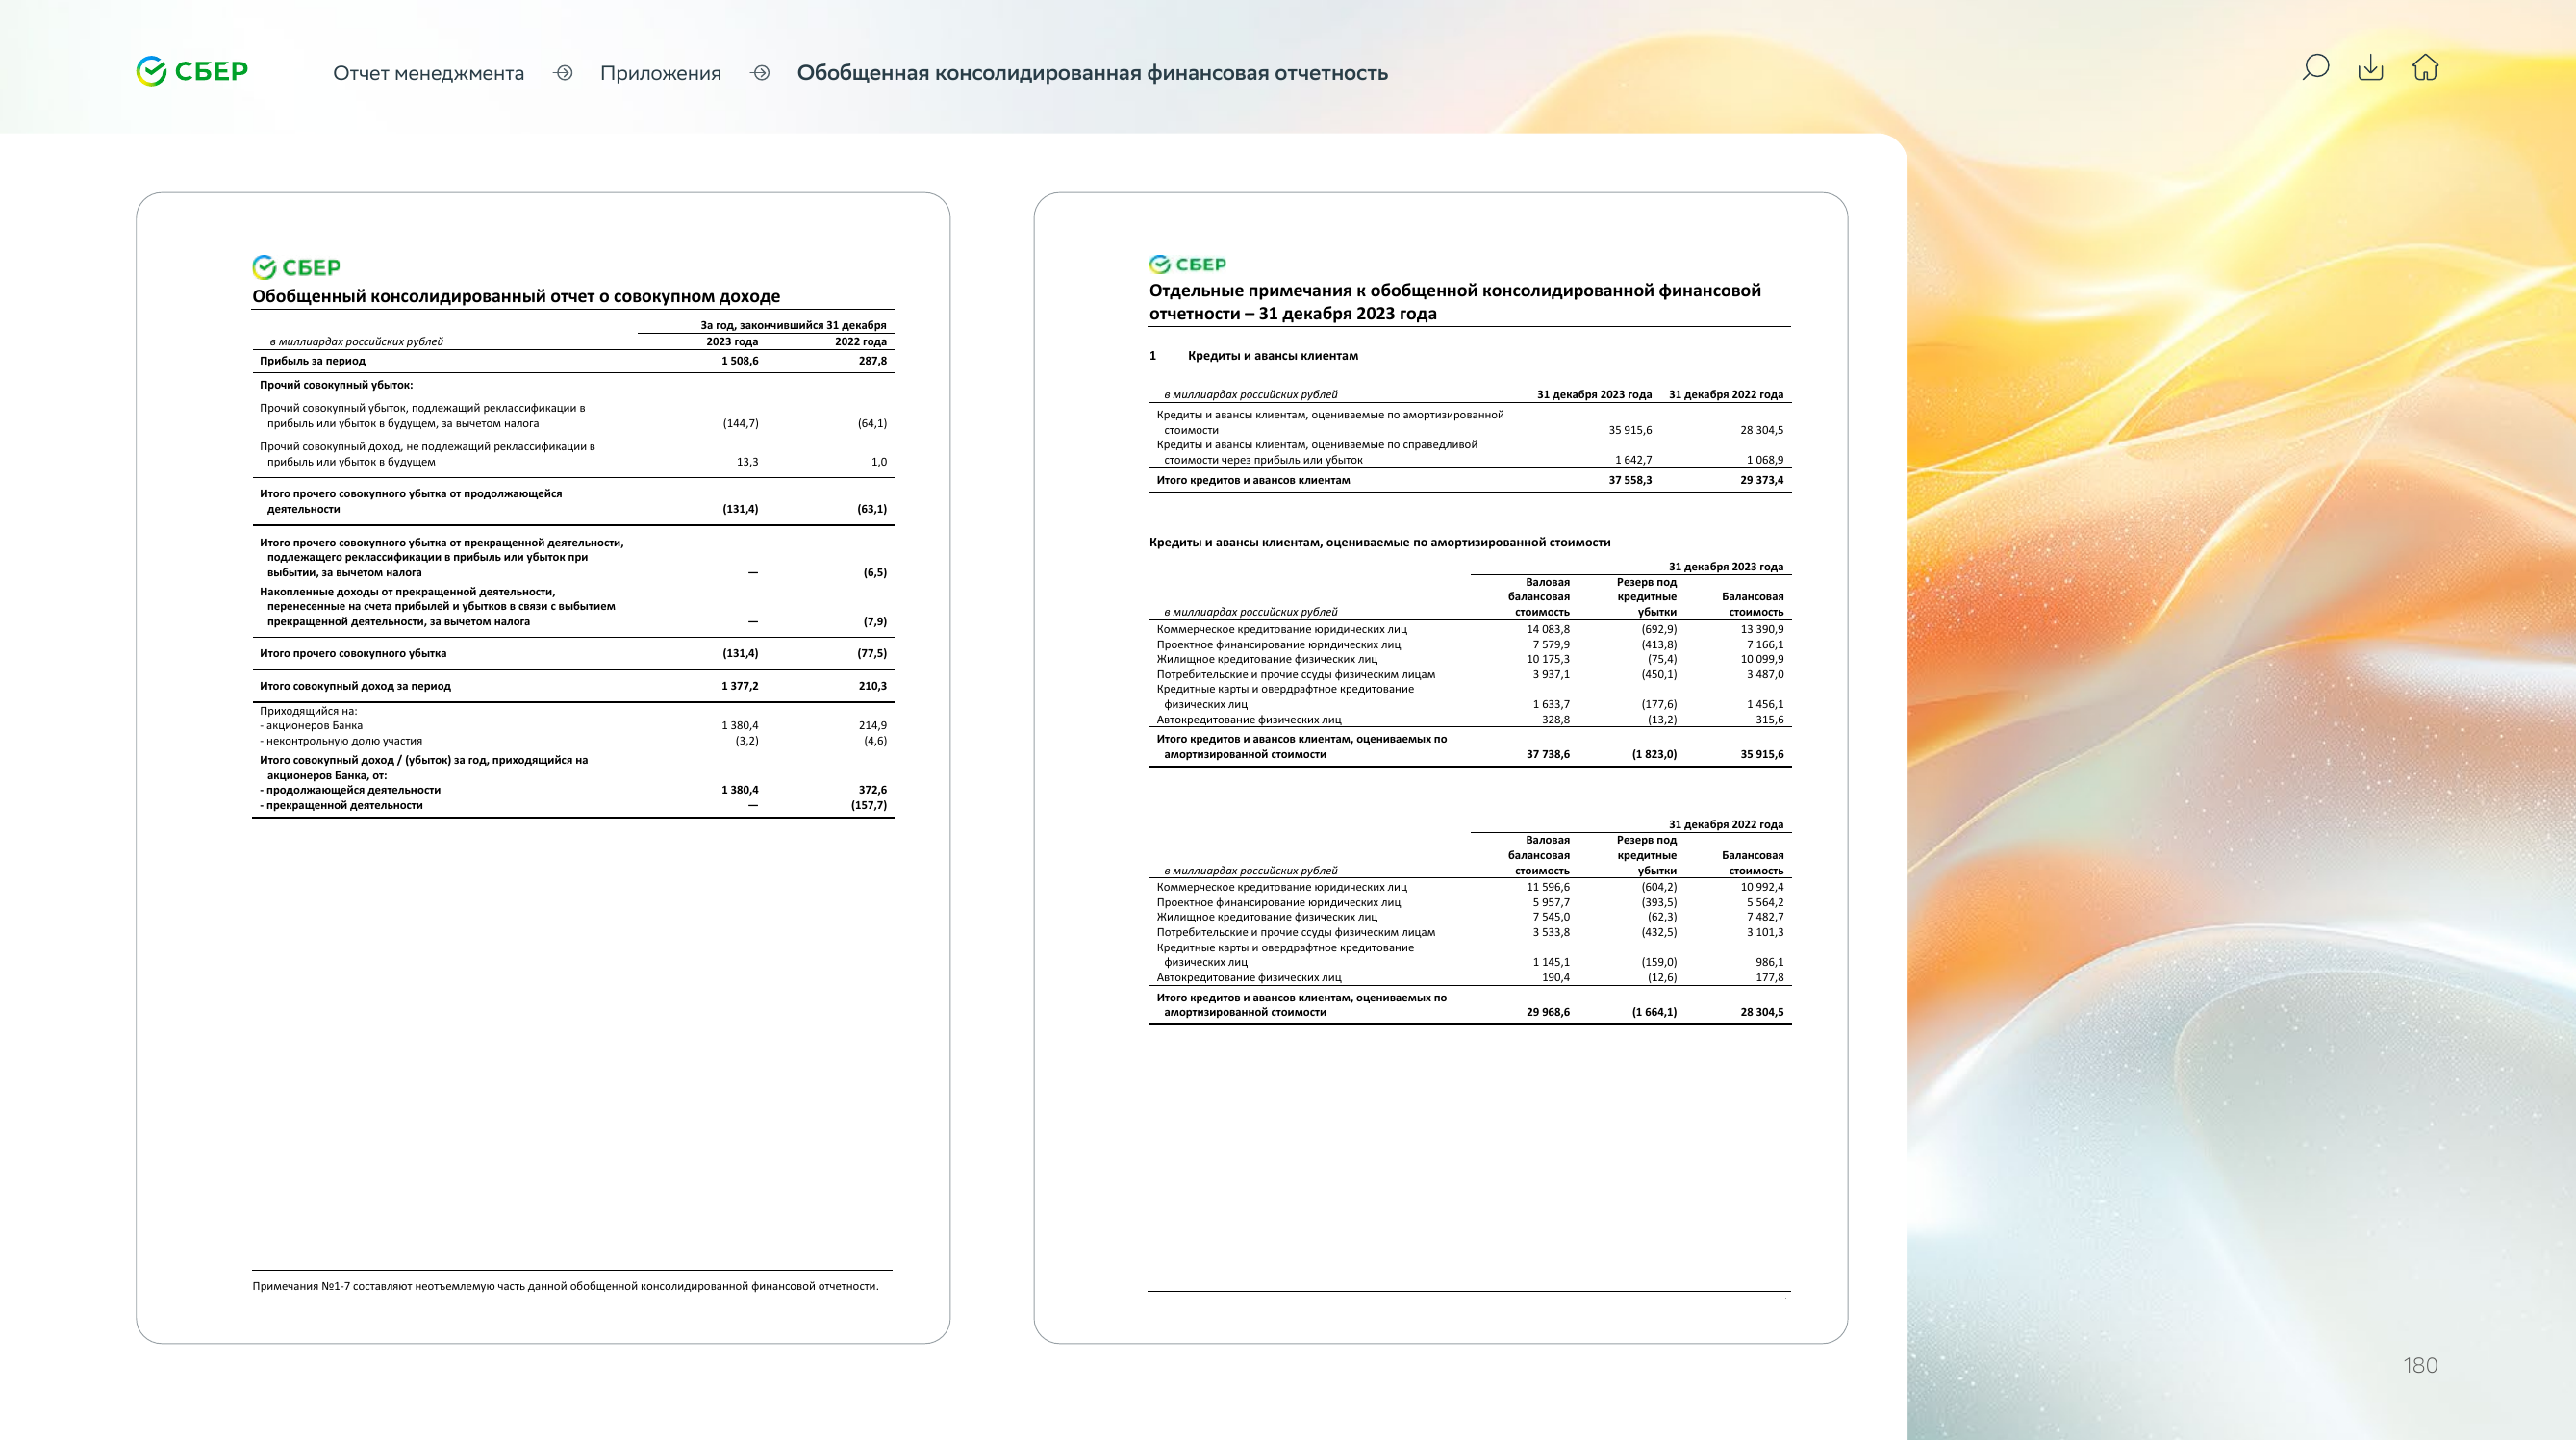 СБЕР
Отчет менеджмента
Приложения
Обобщенная консолидированная финансовая отчетность
СБЕР
Обобщенный консолидированный отчет о совокупном доходе
За год, закончившийся 31 декабря
в миллиардах российских рублей 2023 года 2022 года
Прибыль за период 1 508,6 287,8
Прочий совокупный убыток:
Прочий совокупный убыток, подлежащий реклассификации в
прибыль или убыток в будущем, за вычетом налога (144,7) (64,1)
Прочий совокупный доход, не подлежащий реклассификации в
прибыль или убыток в будущем 13,3 1,0
Итого прочего совокупного убытка от продолжающейся
деятельности (131,4) (63,1)
Итого прочего совокупного убытка от прекращенной деятельности,
подлежащего реклассификации в прибыль или убыток при
выбытии, за вычетом налога — (6,5)
Накопленные доходы от прекращенной деятельности,
перенесенные на счета прибылей и убытков в связи с выбытием
прекращенной деятельности, за вычетом налога — (7,9)
Итого прочего совокупного убытка (131,4) (77,5)
Итого совокупный доход за период 1 377,2 210,3
Приходящийся на:
- акционеров Банка 1 380,4 214,9
- неконтрольную долю участия (3,2) (4,6)
Итого совокупный доход / (убыток) за год, приходящийся на
акционеров Банка, от:
- продолжающейся деятельности 1 380,4 372,6
- прекращенной деятельности — (157,7)
Примечания №1-7 составляют неотъемлемую часть данной обобщенной консолидированной финансовой отчетности.
СБЕР
Отдельные примечания к обобщенной консолидированной финансовой
отчетности – 31 декабря 2023 года
1 Кредиты и авансы клиентам
в миллиардах российских рублей 31 декабря 2023 года 31 декабря 2022 года
Кредиты и авансы клиентам, оцениваемые по амортизированной
стоимости 35 915,6 28 304,5
Кредиты и авансы клиентам, оцениваемые по справедливой
стоимости через прибыль или убыток 1 642,7 1 068,9
Итого кредитов и авансов клиентам 37 558,3 29 373,4
Кредиты и авансы клиентам, оцениваемые по амортизированной стоимости
31 декабря 2023 года
Валовая Резерв под
балансовая кредитные Балансовая
в миллиардах российских рублей стоимость убытки стоимость
Коммерческое кредитование юридических лиц 14 083,8 (692,9) 13 390,9
Проектное финансирование юридических лиц 7 579,9 (413,8) 7 166,1
Жилищное кредитование физических лиц 10 175,3 (75,4) 10 099,9
Потребительские и прочие ссуды физическим лицам 3 937,1 (450,1) 3 487,0
Кредитные карты и овердрафтное кредитование
физических лиц 1 633,7 (177,6) 1 456,1
Автокредитование физических лиц 328,8 (13,2) 315,6
Итого кредитов и авансов клиентам, оцениваемых по
амортизированной стоимости 37 738,6 (1 823,0) 35 915,6
31 декабря 2022 года
Валовая Резерв под
балансовая кредитные Балансовая
в миллиардах российских рублей стоимость убытки стоимость
Коммерческое кредитование юридических лиц 11 596,6 (604,2) 10 992,4
Проектное финансирование юридических лиц 5 957,7 (393,5) 5 564,2
Жилищное кредитование физических лиц 7 545,0 (62,3) 7 482,7
Потребительские и прочие ссуды физическим лицам 3 533,8 (432,5) 3 101,3
Кредитные карты и овердрафтное кредитование
физических лиц 1 145,1 (159,0) 986,1
Автокредитование физических лиц 190,4 (12,6) 177,8
Итого кредитов и авансов клиентам, оцениваемых по
амортизированной стоимости 29 968,6 (1 664,1) 28 304,5
180